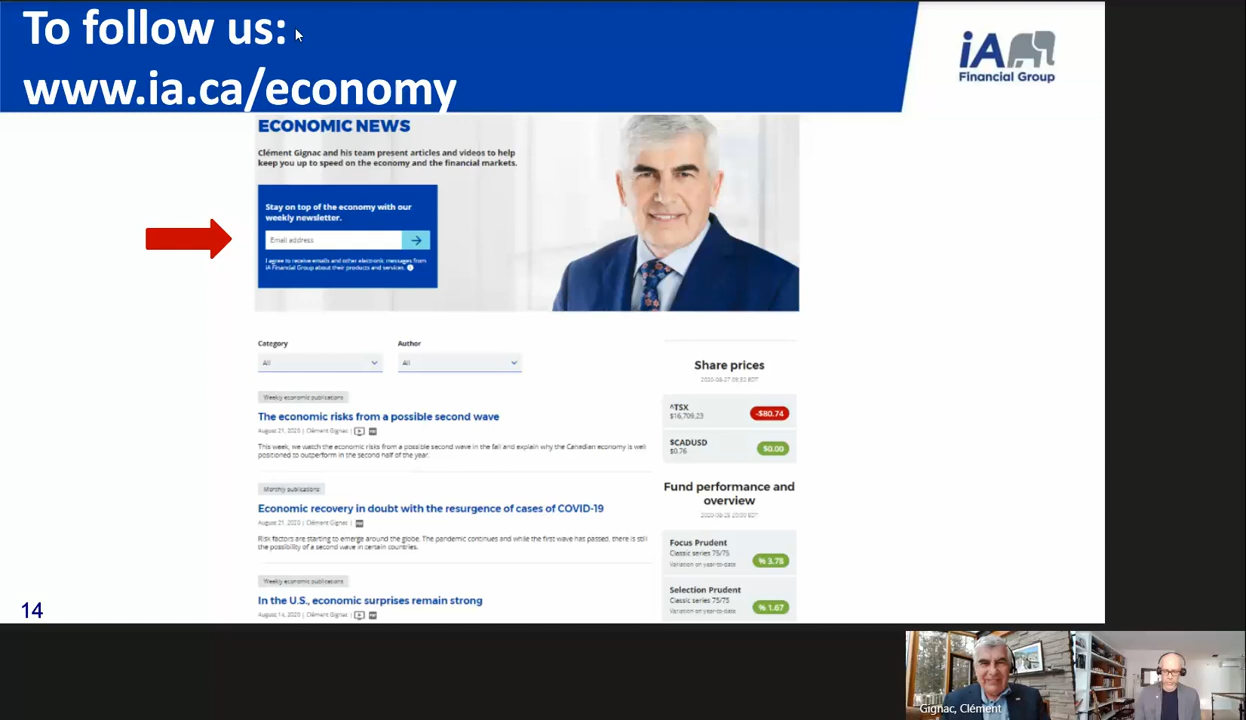 To follow us:
www.ia.ca/economy
iA
Financial Group
ECONOMIC NEWS
Clément Gignac and his team present articles and videos to help
keep you up to speed on the economy and the financial markets.
Stay on top of the economy with our
weekly newsletter.
Email address
I agree to receive emails and other electronic messages from
iA Financial Group about their products and services.
Category
Author
All
All
Weekly economic publications
The economic risks from a possible second wave
August 21, 2020 | Clément Gignac |
This week, we watch the economic risks from a possible second wave in the fall and explain why the Canadian economy is well
positioned to outperform in the second half of the year.
Monthly publications
Economic recovery in doubt with the resurgence of cases of COVID-19
August 21, 2020 | Clément Gignac |
Risk factors are starting to emerge around the globe. The pandemic continues and while the first wave has passed, there is still
the possibility of a second wave in certain countries.
Weekly economic publications
In the U.S., economic surprises remain strong
August 14, 2020 | Clément Gignac |
Share prices
2020-08-27 09:52 EDT
^TSX
$16,709.23
-$80.74
$CADUSD
$0.76
$0.00
Fund performance and
overview
20:00 EDT
Focus Prudent
Classic series 75/75
Variation on year-to-date
% 3.78
Selection Prudent
Classic series 75/75
Variation on year-to-date
% 1.67
14
Gignac, Clément